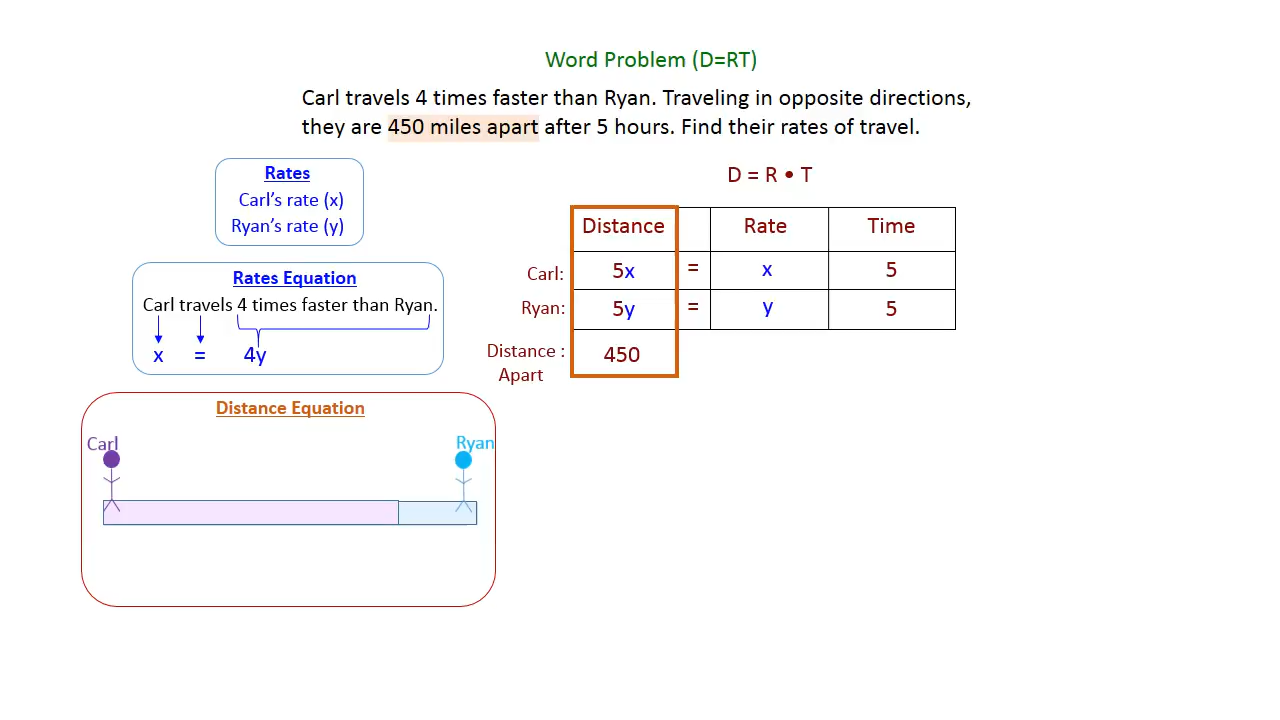 Word Problem (D=RT)
Carl travels 4 times faster than Ryan. Traveling in opposite directions,
they are 450 miles apart after 5 hours. Find their rates of travel.
Rates
Carl’s rate (x)
Ryan’s rate (y)
Rates Equation
Carl travels 4 times faster than Ryan.
x = 4y
D = R • T
Distance Rate Time
Carl: 5x = x 5
Ryan: 5y = y 5
Distance : 450
Apart
Distance Equation
Carl Ryan